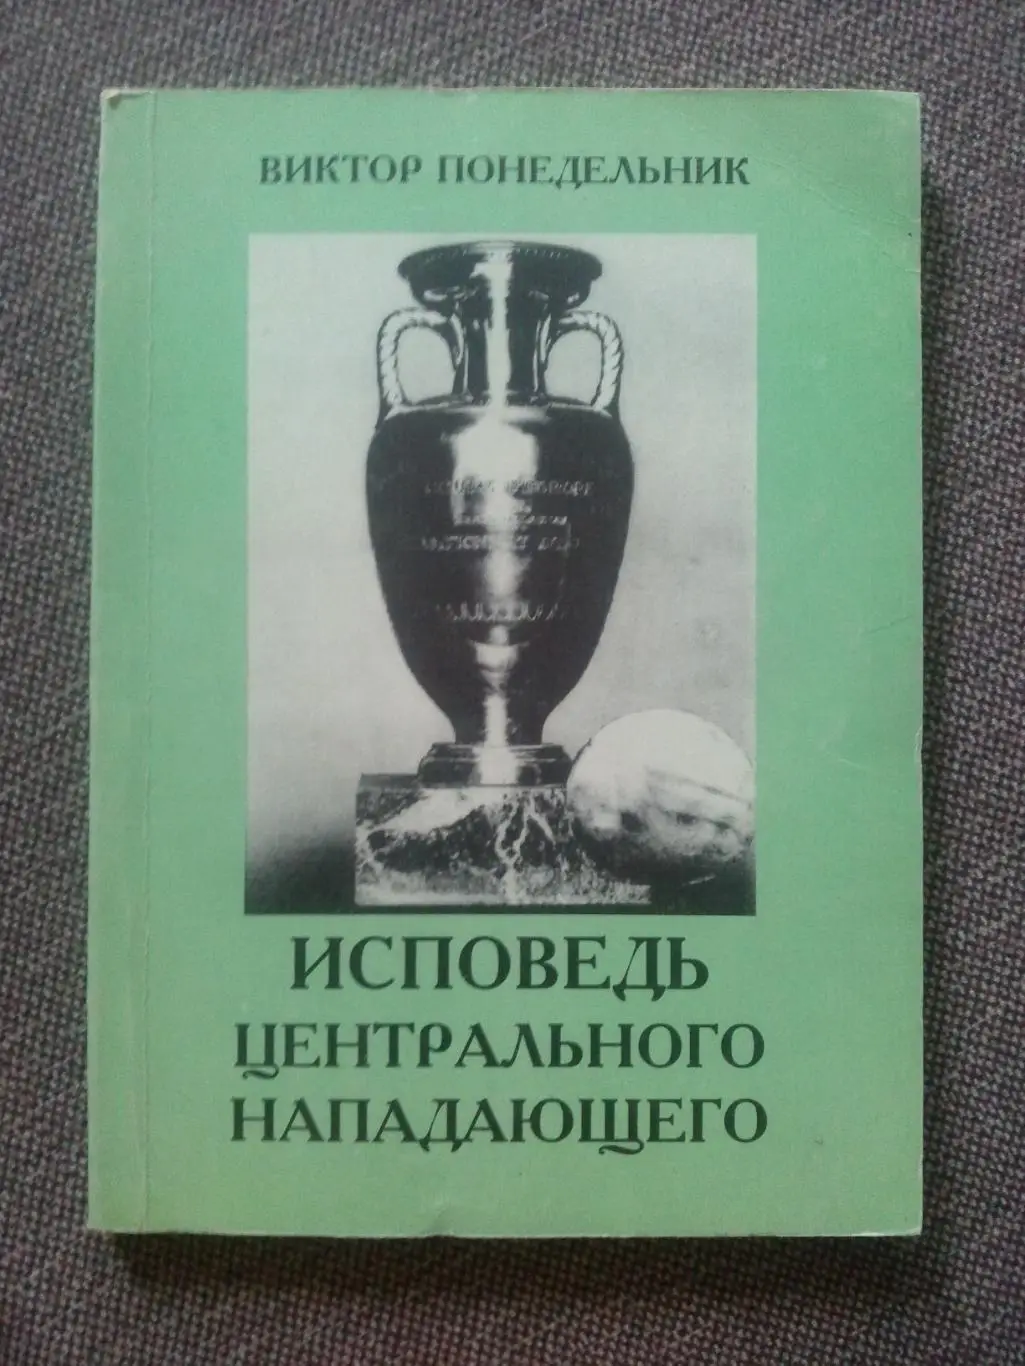 ВИКТОР ПОНЕДЕЛЬНИК
ИСПОВЕДЬ
ЦЕНТРАЛЬНОГО
НАПАДАЮЩЕГО